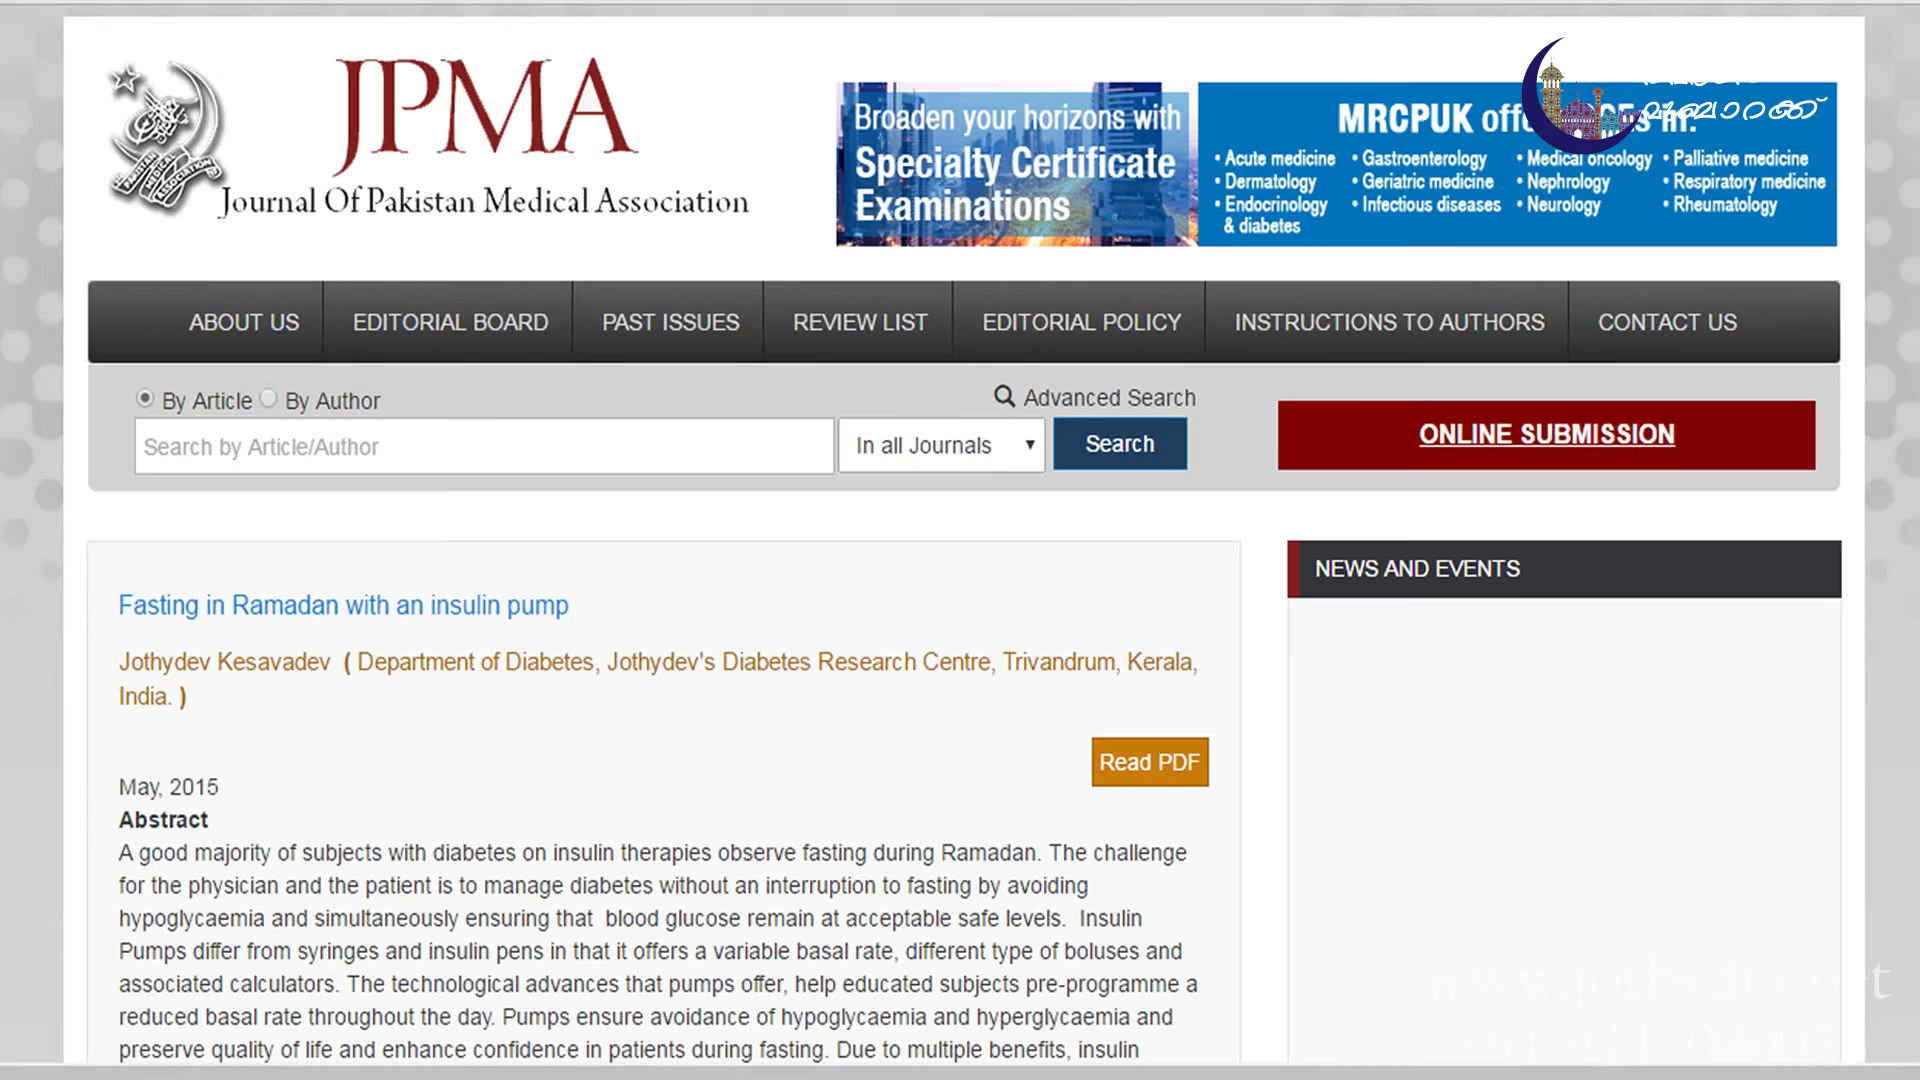 JPMA
Journal Of Pakistan Medical Association
PAKISTAN MEDICAL ASSOCIATION
Broaden your horizons with
Specialty Certificate
Examinations
MRCPUK
• Acute medicine
• Dermatology
• Endocrinology
& diabetes
• Gastroenterology
• Geriatric medicine
• Infectious diseases
• Medical oncology
• Nephrology
• Neurology
• Palliative medicine
• Respiratory medicine
• Rheumatology
മുബാറക്ക്
ABOUT US
EDITORIAL BOARD
PAST ISSUES
REVIEW LIST
EDITORIAL POLICY
INSTRUCTIONS TO AUTHORS
CONTACT US
By Article By Author
Advanced Search
Search by Article/Author
In all Journals
Search
ONLINE SUBMISSION
Fasting in Ramadan with an insulin pump
Jothydev Kesavadev ( Department of Diabetes, Jothydev's Diabetes Research Centre, Trivandrum, Kerala,
India. )
Read PDF
May, 2015
Abstract
A good majority of subjects with diabetes on insulin therapies observe fasting during Ramadan. The challenge
for the physician and the patient is to manage diabetes without an interruption to fasting by avoiding
hypoglycaemia and simultaneously ensuring that blood glucose remain at acceptable safe levels. Insulin
Pumps differ from syringes and insulin pens in that it offers a variable basal rate, different type of boluses and
associated calculators. The technological advances that pumps offer, help educated subjects pre-programme a
reduced basal rate throughout the day. Pumps ensure avoidance of hypoglycaemia and hyperglycaemia and
preserve quality of life and enhance confidence in patients during fasting. Due to multiple benefits, insulin
NEWS AND EVENTS
www.jothydev.net